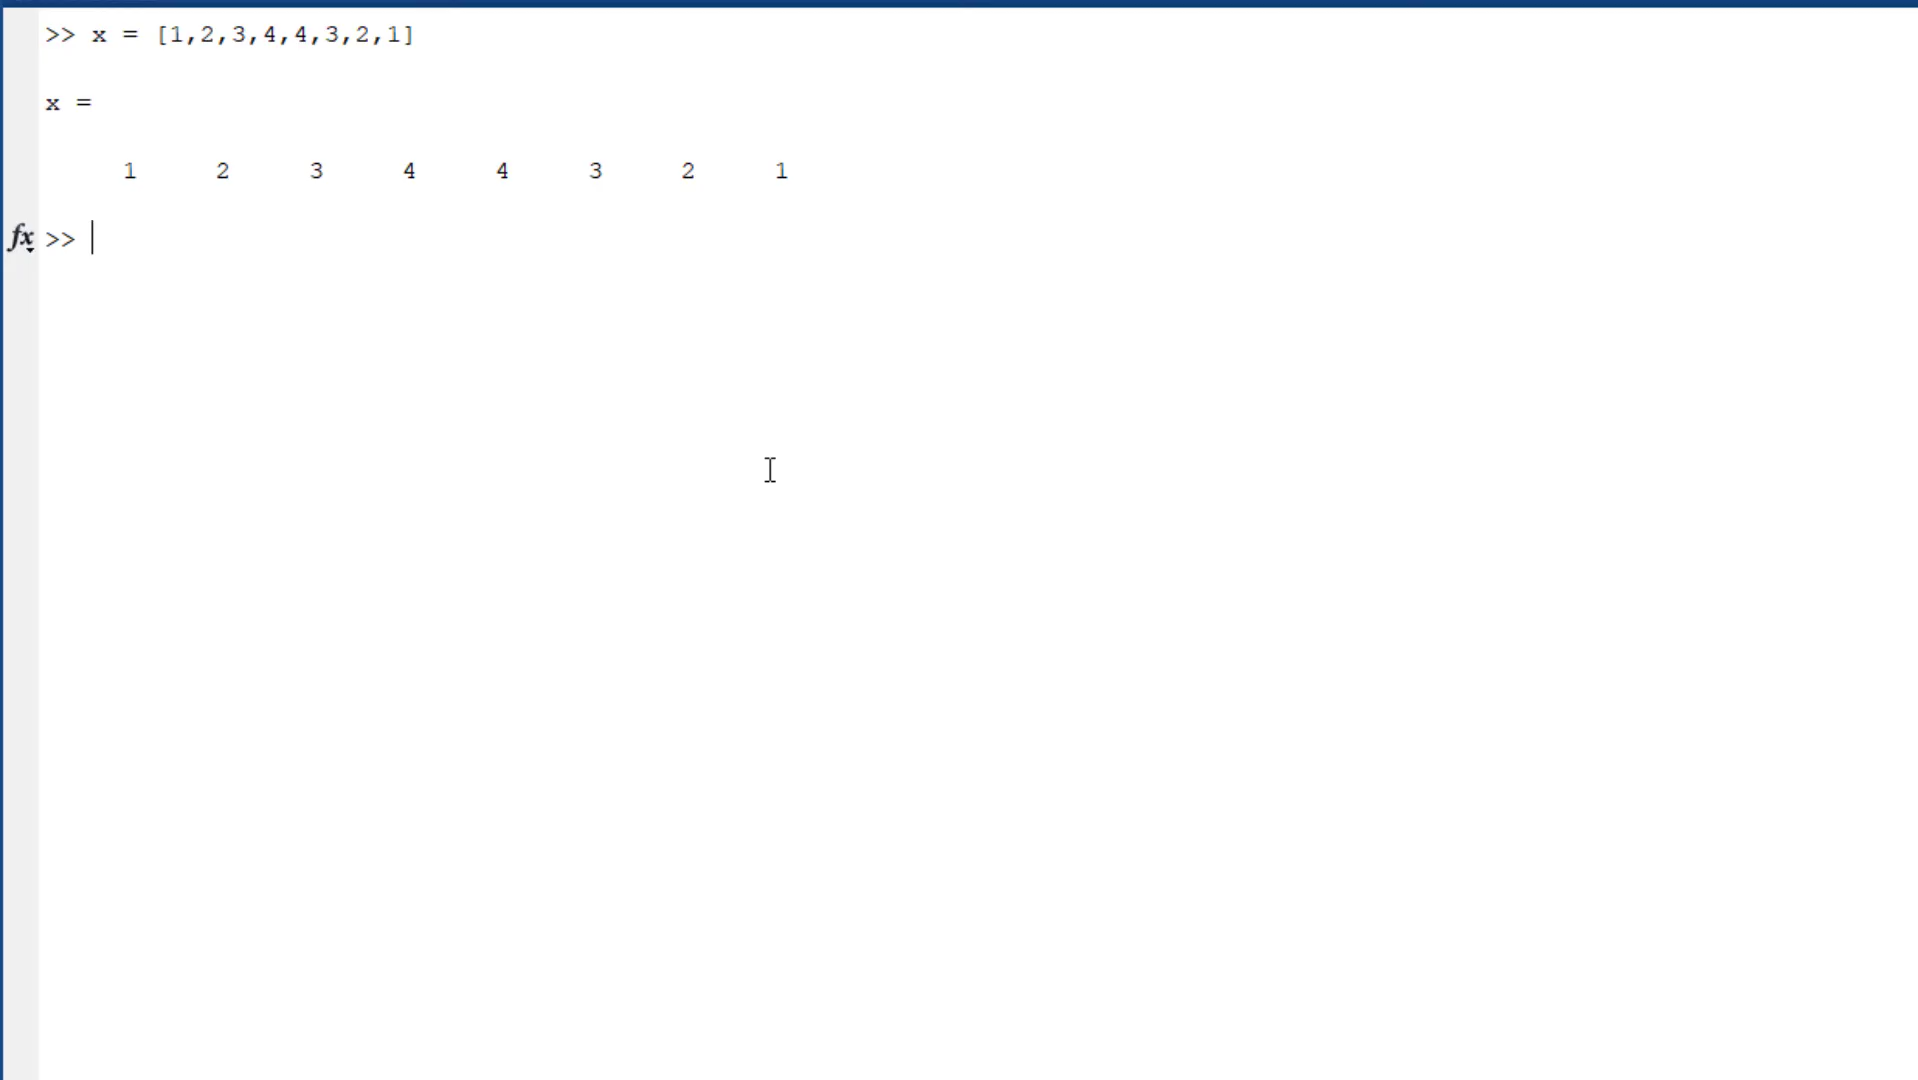 >> x = [1,2,3,4,4,3,2,1]
x =
1 2 3 4 4 3 2 1
fx >>